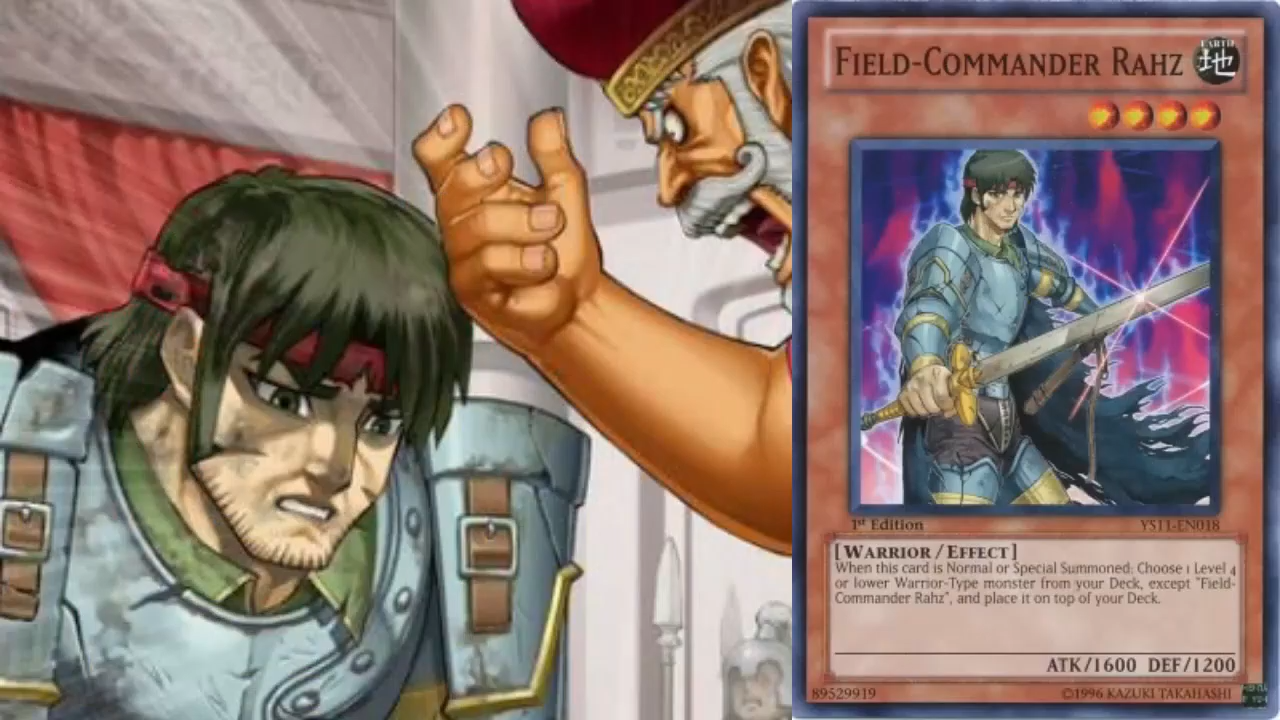 FIELD-COMMANDER RAHZ
EARTH
地
1st Edition
YS11-EN018
[WARRIOR/EFFECT]
When this card is Normal or Special Summoned: Choose 1 Level 4
or lower Warrior-Type monster from your Deck, except "Field-
Commander Rahz", and place it on top of your Deck.
ATK/1600 DEF/1200
89529919
©1996 KAZUKI TAKAHASHI